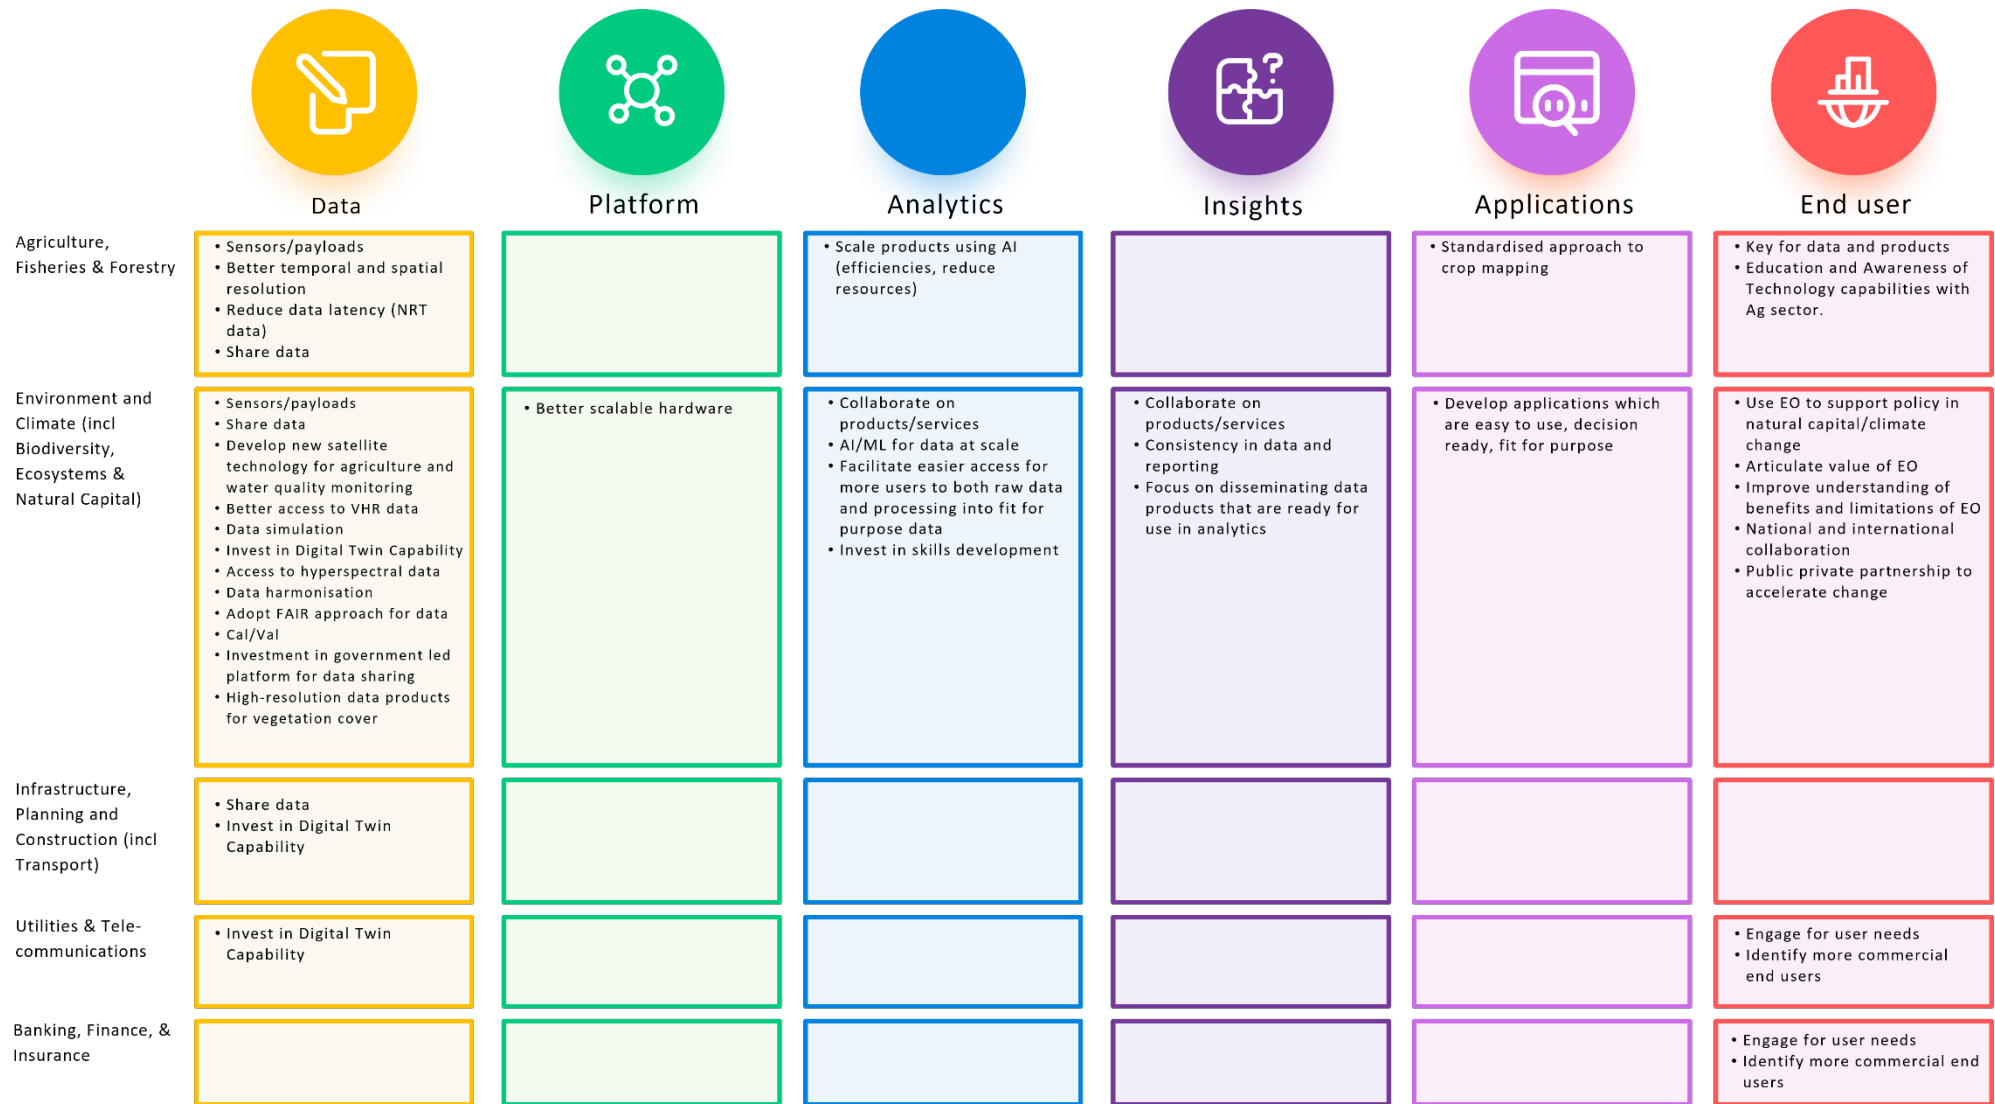 Data
Platform
Analytics
Insights
Applications
End user
Agriculture,
Fisheries & Forestry
• Sensors/payloads
• Better temporal and spatial
resolution
• Reduce data latency (NRT
data)
• Share data
• Scale products using AI
(efficiencies, reduce
resources)
• Standardised approach to
crop mapping
• Key for data and products
• Education and Awareness of
Technology capabilities with
Ag sector.
Environment and
Climate (incl
Biodiversity,
Ecosystems &
Natural Capital)
• Sensors/payloads
• Share data
• Develop new satellite
technology for agriculture and
water quality monitoring
• Better access to VHR data
• Data simulation
• Invest in Digital Twin Capability
• Access to hyperspectral data
• Data harmonisation
• Adopt FAIR approach for data
• Cal/Val
• Investment in government led
platform for data sharing
• High-resolution data products
for vegetation cover
• Better scalable hardware
• Collaborate on
products/services
• AI/ML for data at scale
• Facilitate easier access for
more users to both raw data
and processing into fit for
purpose data
• Invest in skills development
• Collaborate on
products/services
• Consistency in data and
reporting
• Focus on disseminating data
products that are ready for
use in analytics
• Develop applications which
are easy to use, decision
ready, fit for purpose
• Use EO to support policy in
natural capital/climate
change
• Articulate value of EO
• Improve understanding of
benefits and limitations of EO
• National and international
collaboration
• Public private partnership to
accelerate change
Infrastructure,
Planning and
Construction (incl
Transport)
• Share data
• Invest in Digital Twin
Capability
Utilities & Tele-
communications
• Invest in Digital Twin
Capability
• Engage for user needs
• Identify more commercial
end users
Banking, Finance, &
Insurance
• Engage for user needs
• Identify more commercial end
users